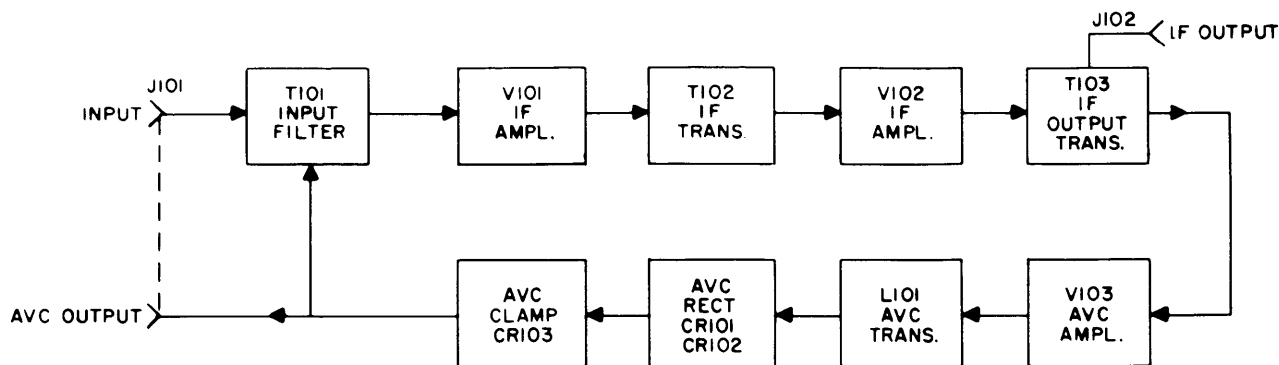 J102
IF OUTPUT
J101
INPUT
T101
INPUT
FILTER
V101
IF
AMPL.
T102
IF
TRANS.
V102
IF
AMPL.
T103
IF
OUTPUT
TRANS.
AVC OUTPUT
AVC
CLAMP
CR103
AVC
RECT
CR101
CR102
L101
AVC
TRANS.
V103
AVC
AMPL.